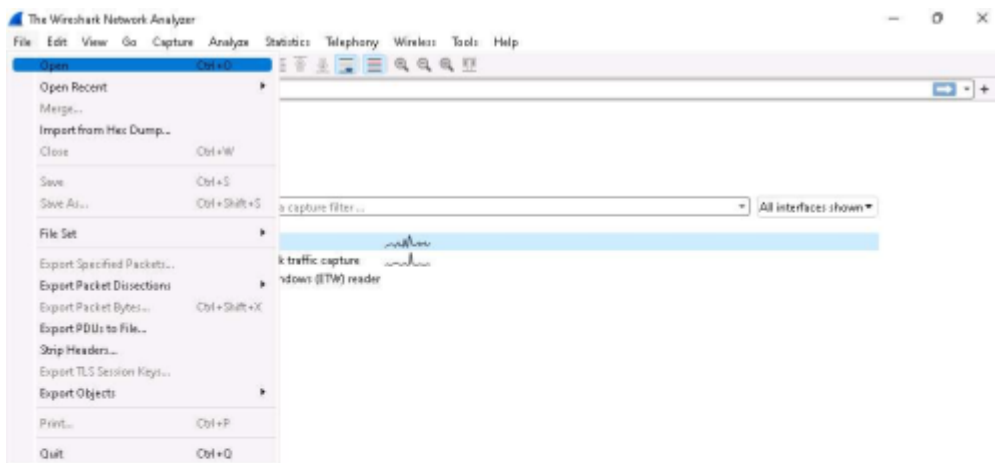 The Wireshark Network Analyzer
File Edit View Go Capture Analyze Statistics Telephony Wireless Tools Help
Open Ctrl+O
Open Recent
Merge...
Import from Hex Dump...
Close Ctrl+W
Save Ctrl+S
Save As... Ctrl+Shift+S
a capture filter ... All interfaces shown
File Set
k traffic capture
Export Specified Packets...
ndows (ETW) reader
Export Packet Dissections
Export Packet Bytes... Ctrl+Shift+X
Export PDUs to File...
Strip Headers...
Export TLS Session Keys...
Export Objects
Print... Ctrl+P
Quit Ctrl+Q